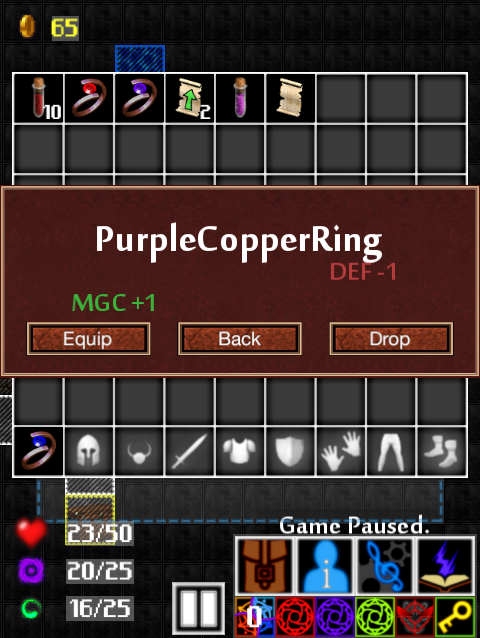 65
10
2
PurpleCopperRing
DEF -1
MGC +1
Equip
Back
Drop
23/50
Game Paused.
20/25
16/25
i
0